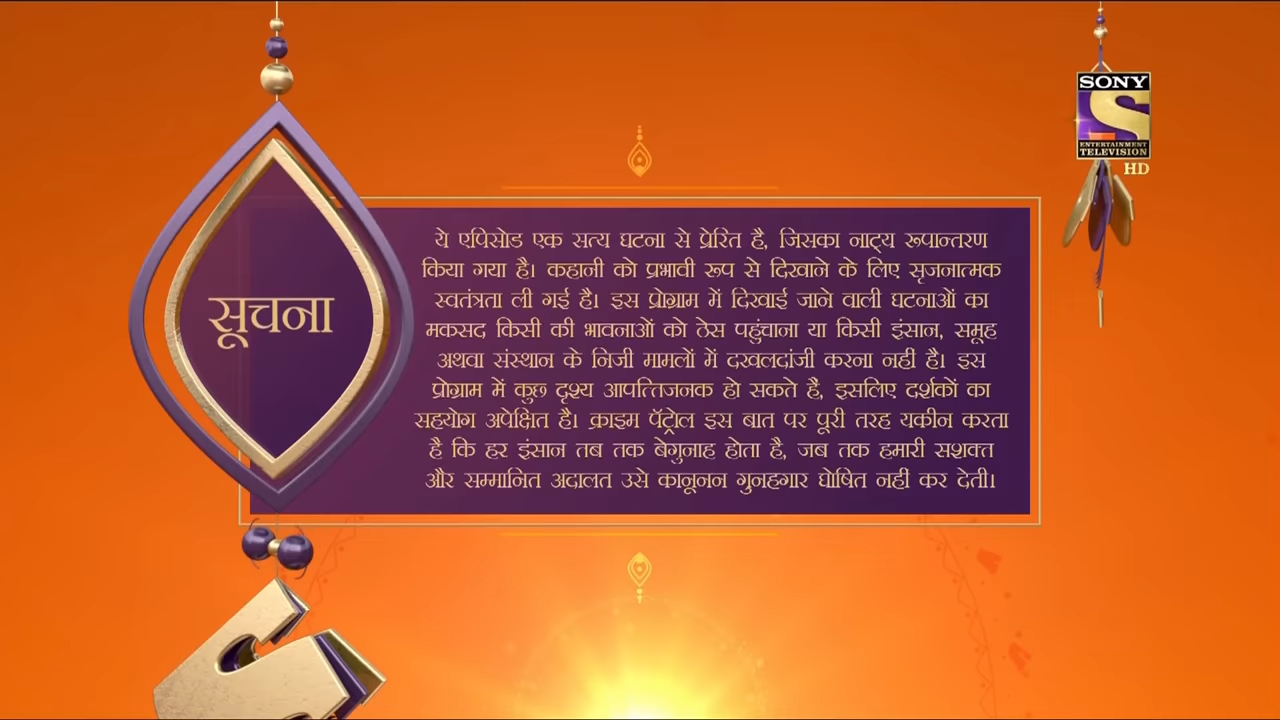 सूचना
ये एपिसोड एक सत्य घटना से प्रेरित है, जिसका नाट्य रूपान्तरण
किया गया है। कहानी को प्रभावी रूप से दिखाने के लिए सृजनात्मक
स्वतंत्रता ली गई है। इस प्रोग्राम में दिखाई जाने वाली घटनाओं का
मकसद किसी की भावनाओं को ठेस पहुंचाना या किसी इंसान, समूह
अथवा संस्थान के निजी मामलों में दखलदांजी करना नहीं है। इस
प्रोग्राम में कुछ दृश्य आपत्तिजनक हो सकते हैं, इसलिए दर्शकों का
सहयोग अपेक्षित है। क्राइम पॅट्रोल इस बात पर पूरी तरह यकीन करता
है कि हर इंसान तब तक बेगुनाह होता है, जब तक हमारी सशक्त
और सम्मानित अदालत उसे कानूनन गुनहगार घोषित नहीं कर देती।
SONY
ENTERTAINMENT
TELEVISION
HD